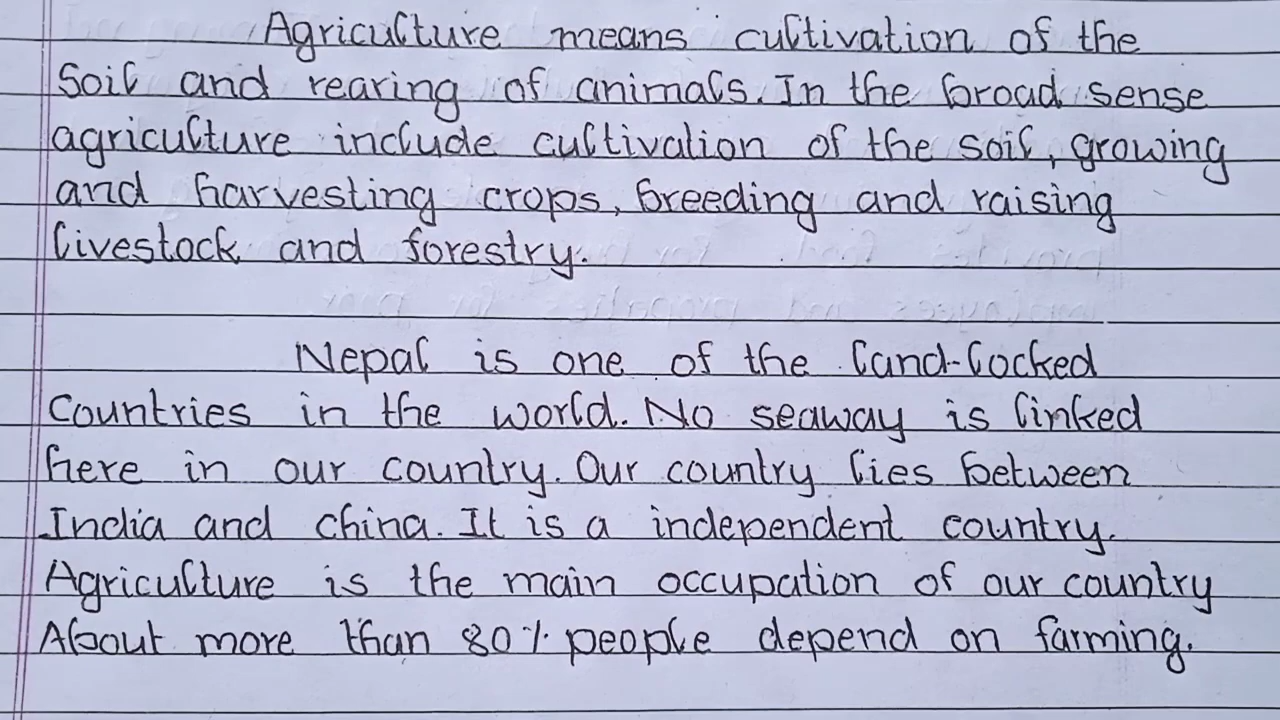 Agriculture means cultivation of the
Soil and rearing of animals. In the broad sense
agriculture include cultivation of the soil, growing
and harvesting crops, breeding and raising
livestock and forestry.
Nepal is one of the land-locked
Countries in the world. No seaway is linked
here in our country. Our country lies between
India and china. It is a independent country.
Agriculture is the main occupation of our country
About more than 80% people depend on farming.